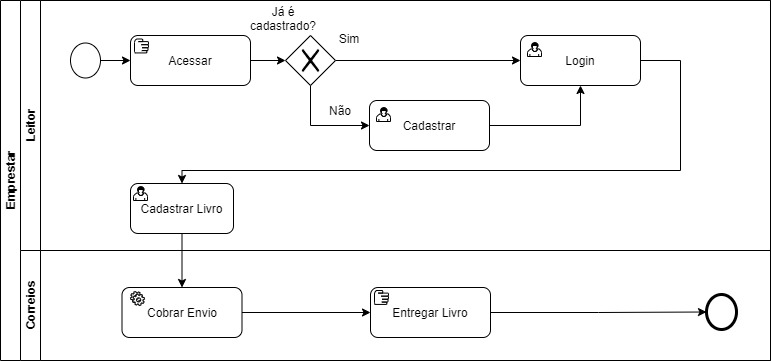 Já é
cadastrado?
Sim
Acessar
Login
Não
Cadastrar
Leitor
Emprestar
Cadastrar Livro
Correios
Cobrar Envio
Entregar Livro